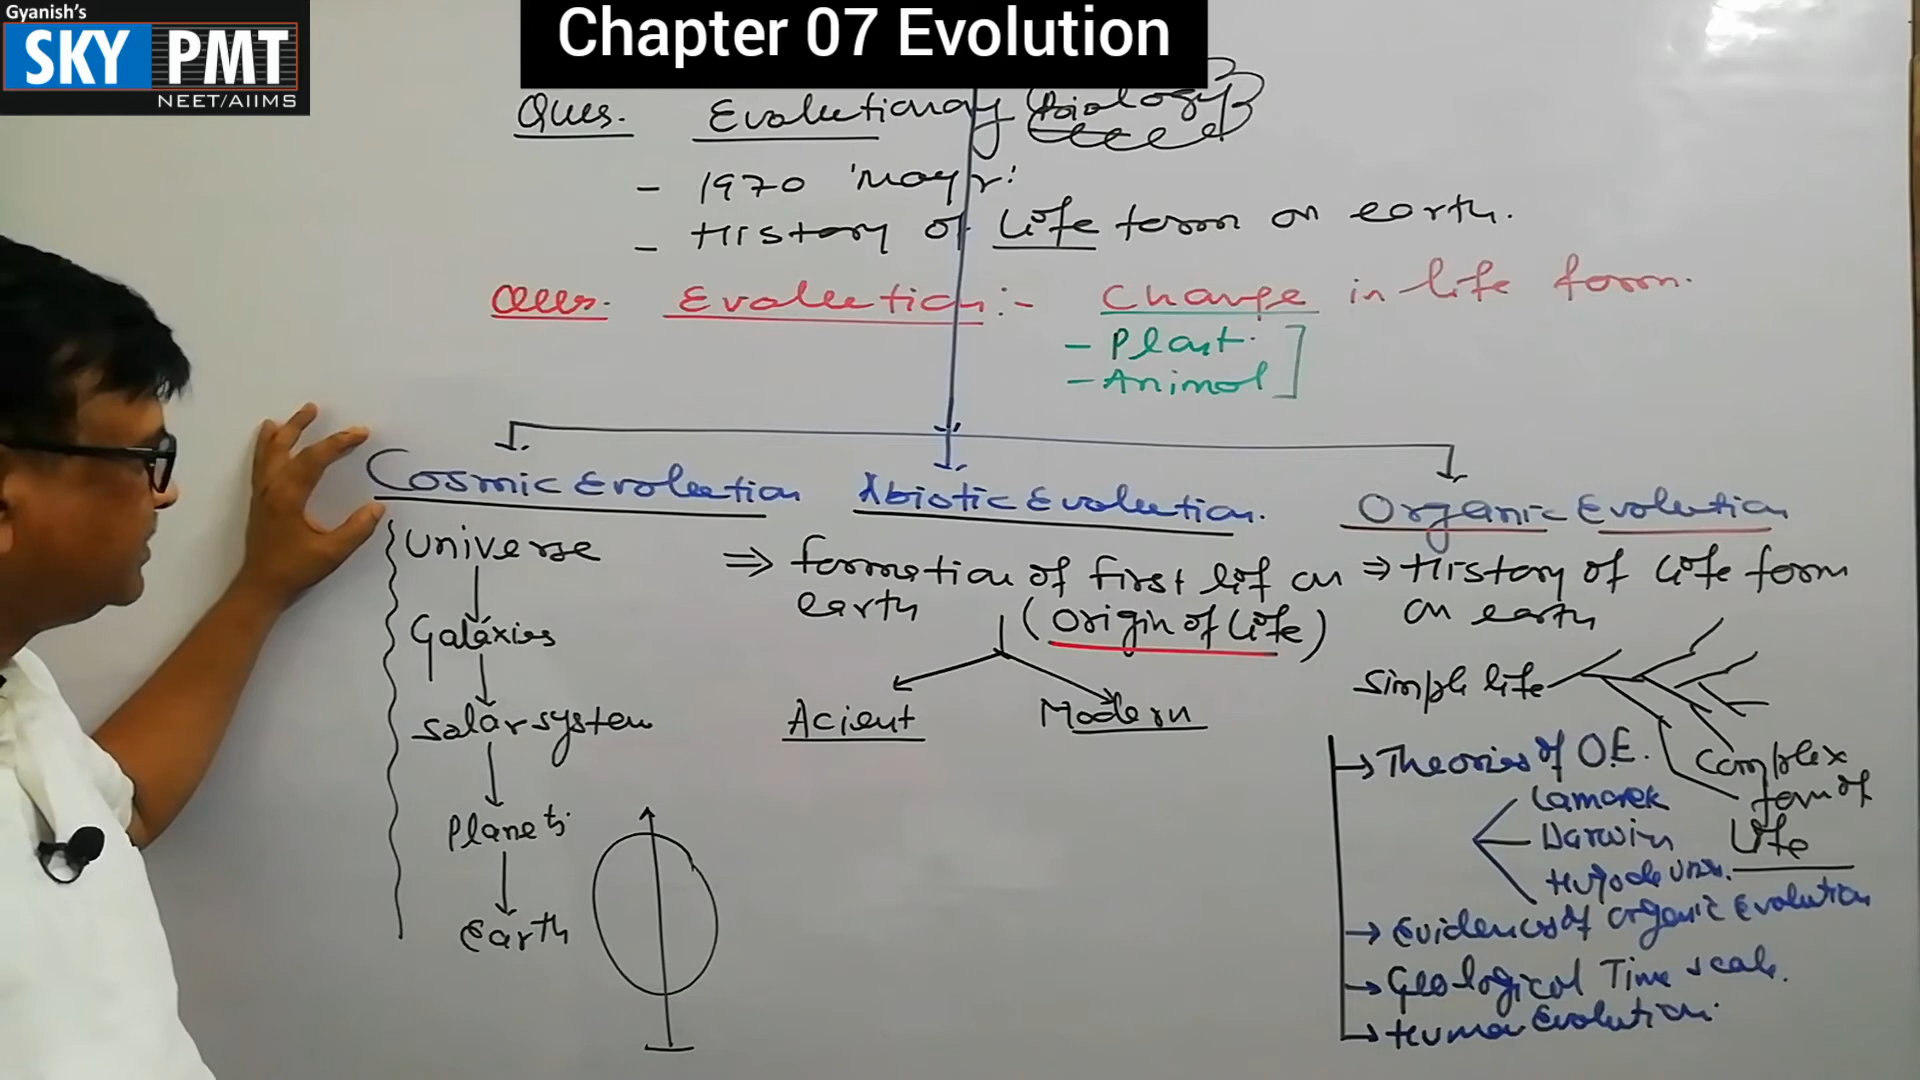 Gyanish's
SKY PMT
NEET/AIIMS
Chapter 07 Evolution
Ques. Evolutionay Biology
- 1970 'Mayr'
- History of Life form on earth.
Ques. Evolution :- Change in life form.
- Plant
- Animal
Cosmic Evolution
Universe
Galaxies
Solar system
Planets
Earth
Abiotic Evolution.
⇒ formation of first lif on
earth
(Origin of Life)
Acient Modern
Organic Evolution
⇒ History of Life form
on earth
Simple life
Complex
form of
Life
→ Theories of O.E.
Lamarck
Darwin
→ Evidences of organic Evolution
→ Geological Time scale.
→ Human Evolution.